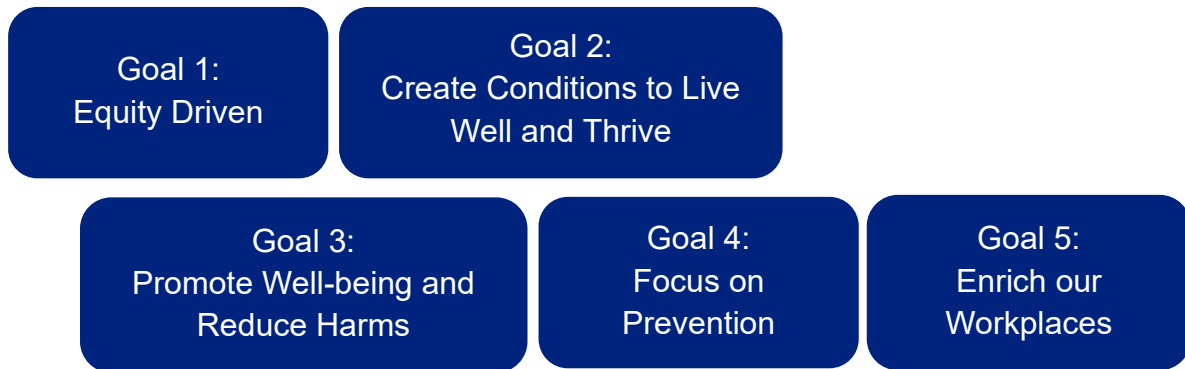 Goal 1:
Equity Driven
Goal 2:
Create Conditions to Live
Well and Thrive
Goal 3:
Promote Well-being and
Reduce Harms
Goal 4:
Focus on
Prevention
Goal 5:
Enrich our
Workplaces